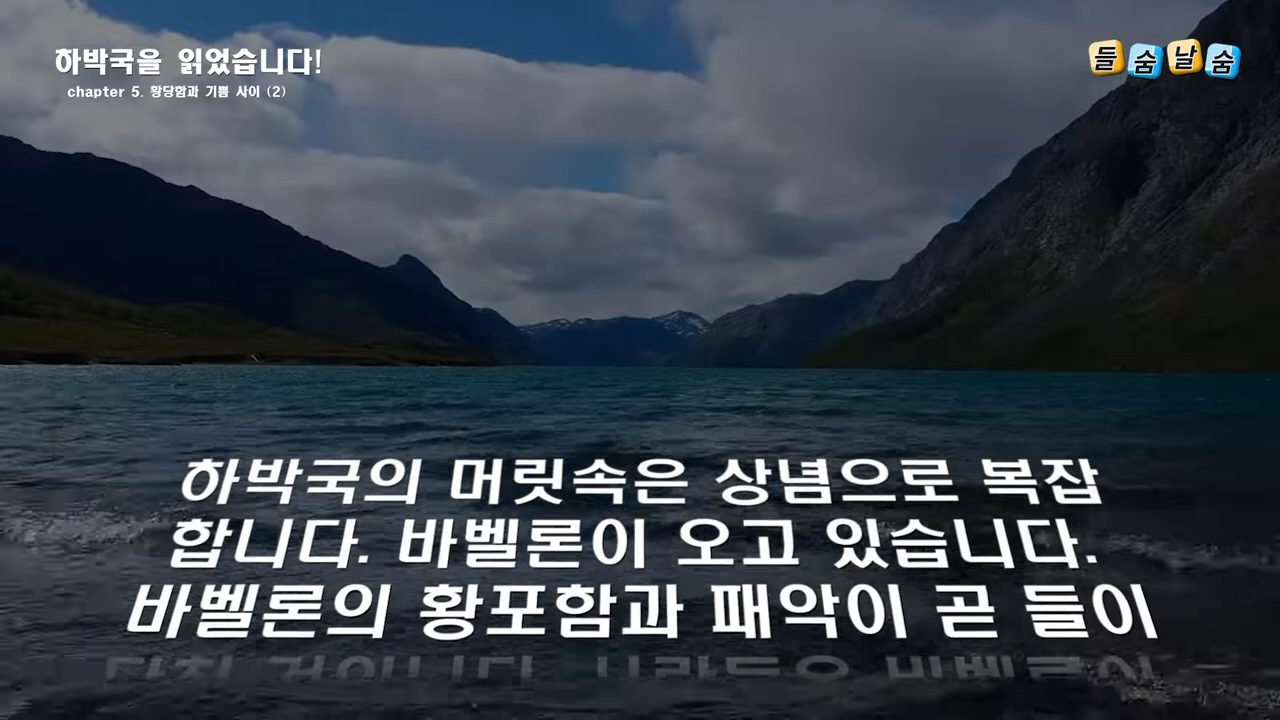 하박국을 읽었습니다!
chapter 5. 황당함과 기쁨 사이 (2)
들숨날숨
하박국의 머릿속은 상념으로 복잡
합니다. 바벨론이 오고 있습니다.
바벨론의 황포함과 패악이 곧 들이